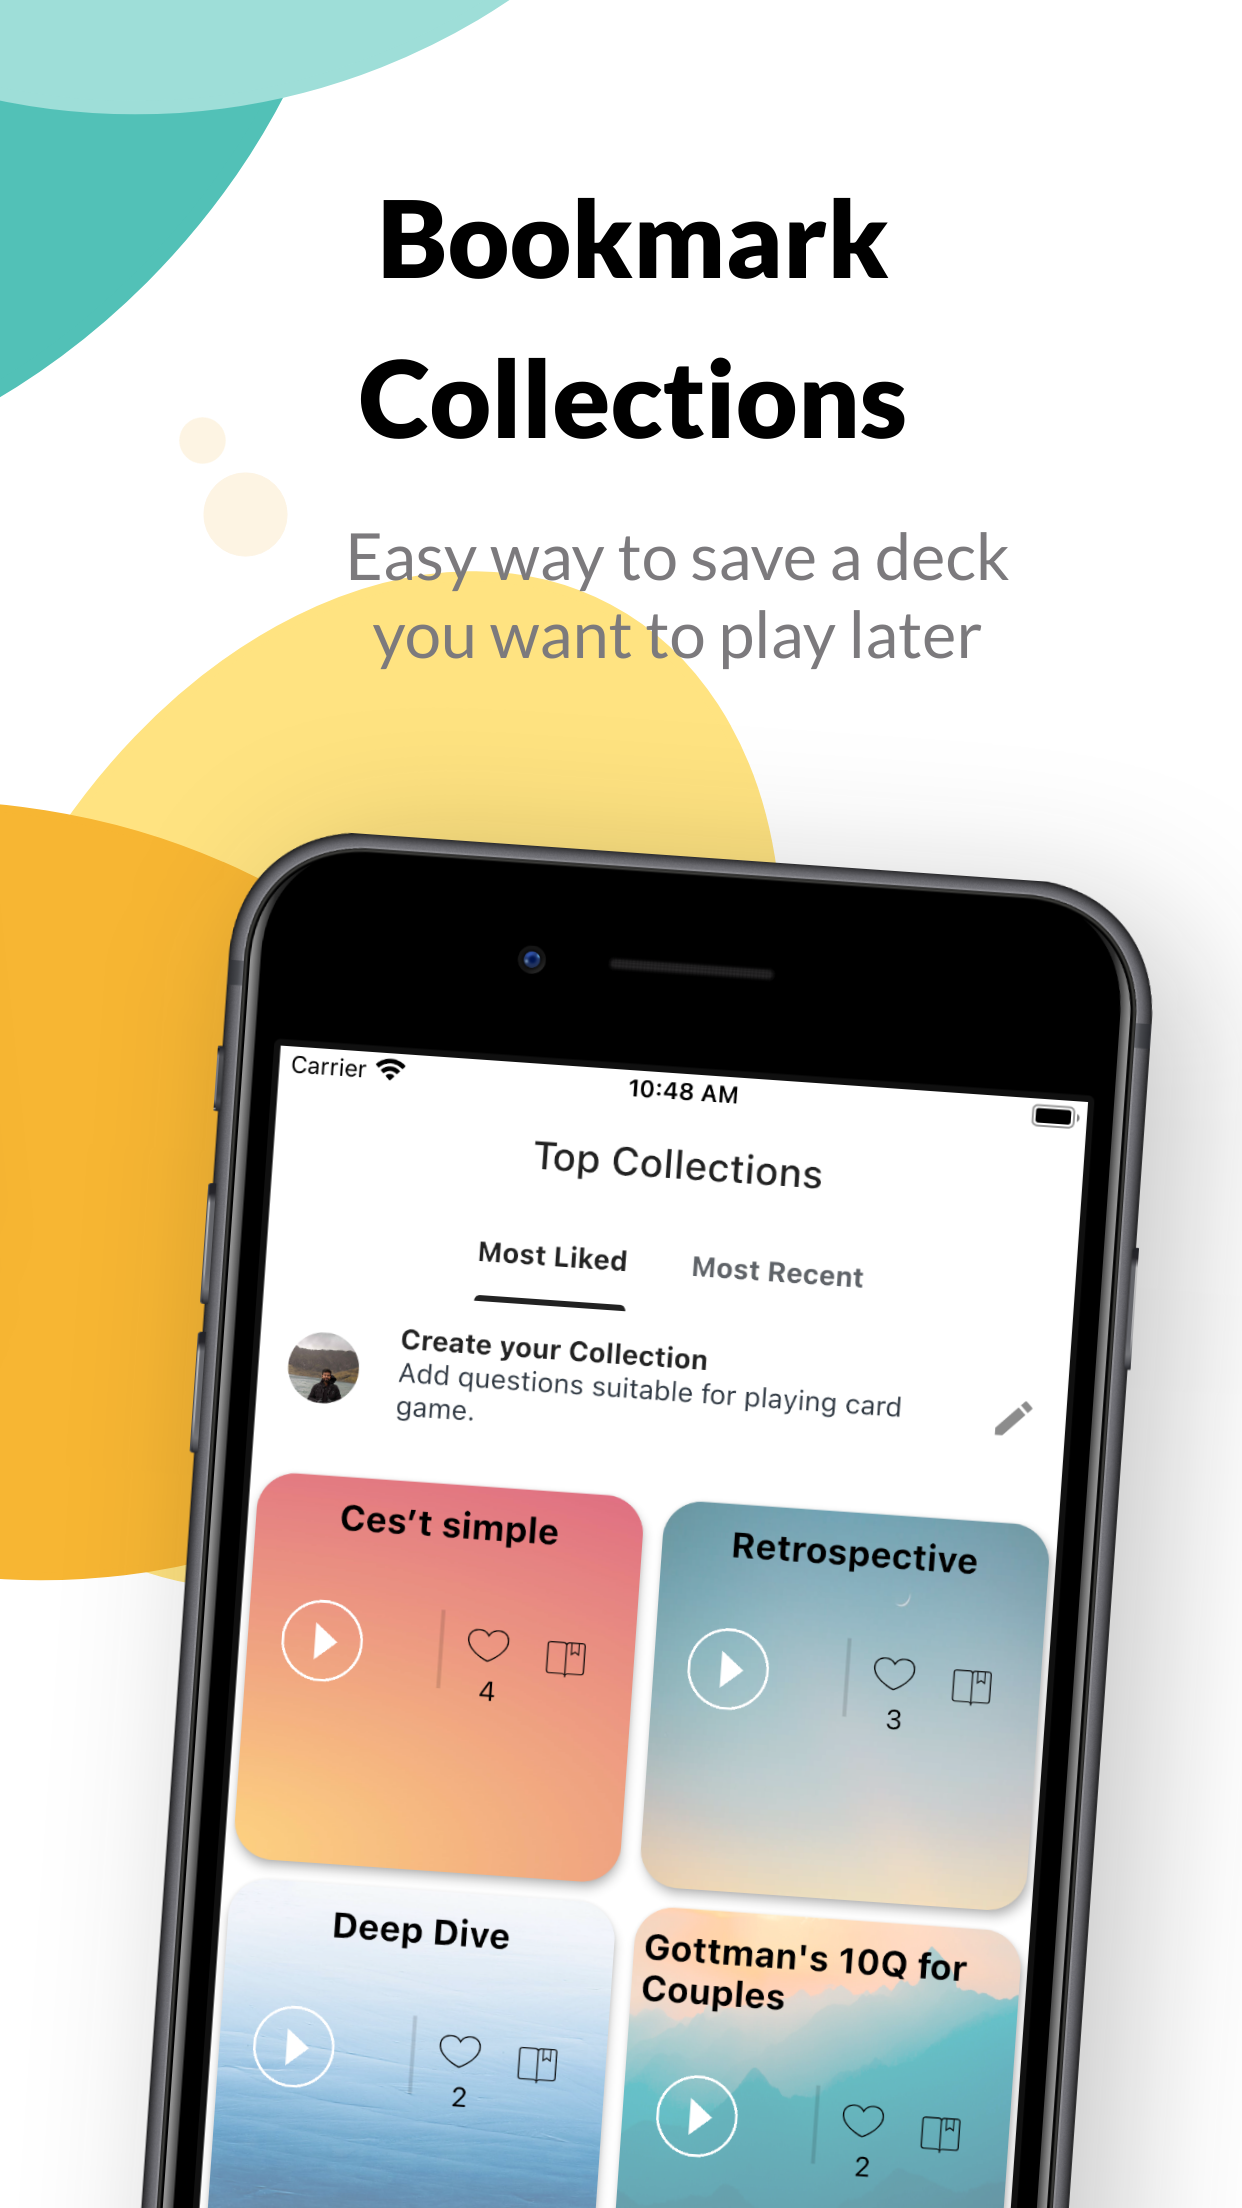 Bookmark
Collections
Easy way to save a deck
you want to play later
Carrier
10:48 AM
Top Collections
Most Liked
Most Recent
Create your Collection
Add questions suitable for playing card
game.
Ces't simple
4
Retrospective
3
Deep Dive
2
Gottman's 10Q for
Couples
2